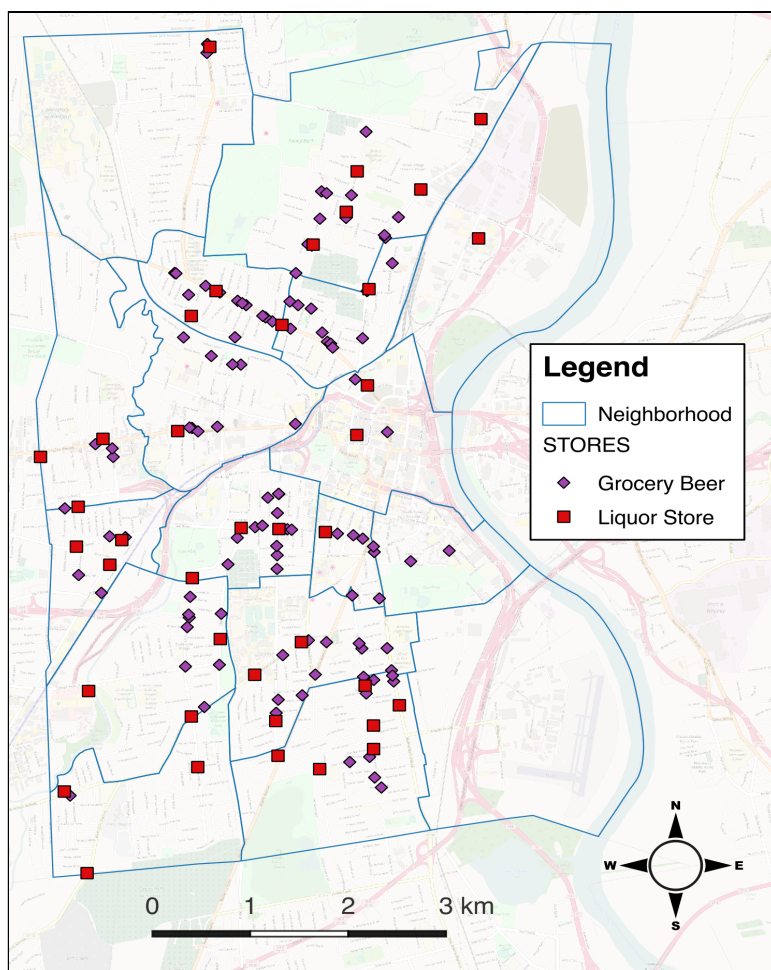 Legend
Neighborhood
STORES
Grocery Beer
Liquor Store
N
W E
S
0 1 2 3 km